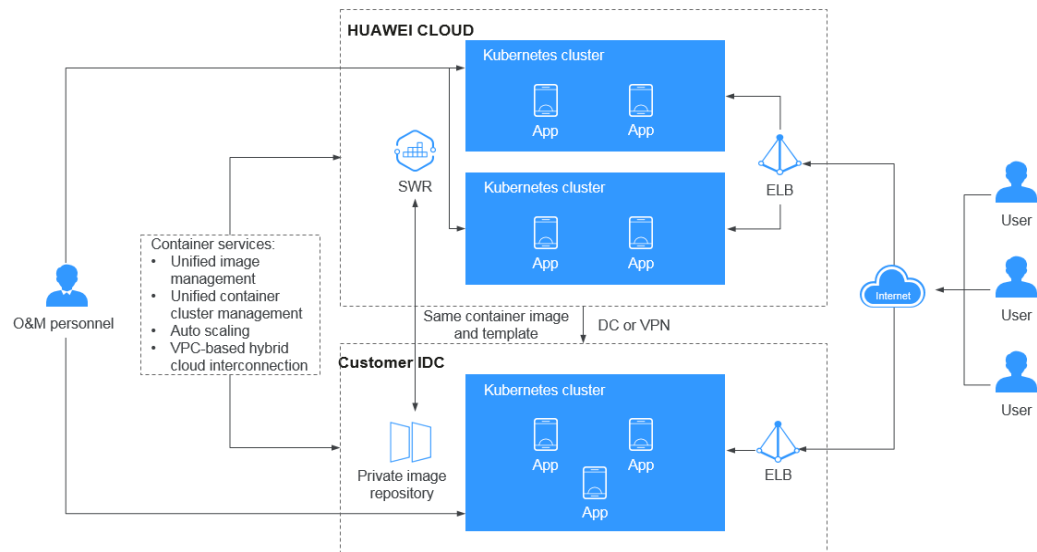 HUAWEI CLOUD
Kubernetes cluster
App
App
SWR
ELB
Kubernetes cluster
App
App
User
User
User
Internet
Container services:
• Unified image
management
• Unified container
cluster management
• Auto scaling
• VPC-based hybrid
cloud interconnection
O&M personnel
Same container image
and template
DC or VPN
Customer IDC
Kubernetes cluster
App
App
App
Private image
repository
ELB